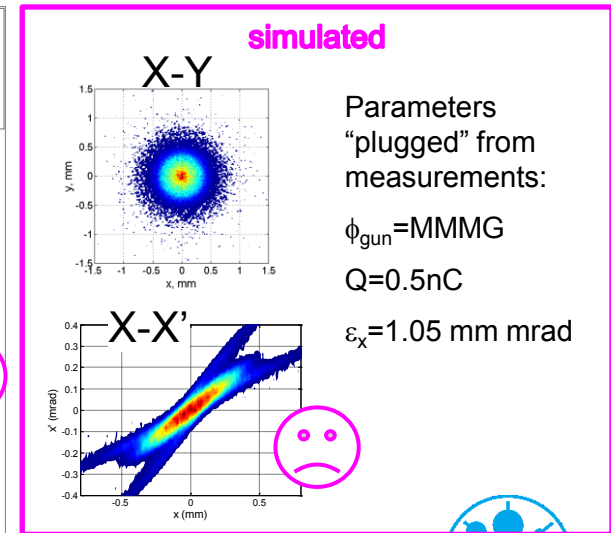 simulated
X-Y
1.5
1
0.5
0
-0.5
-1
-1.5
-1.5 -1 -0.5 0 0.5 1 1.5
y, mm
x, mm
Parameters
“plugged” from
measurements:
ϕgun=MMMG
Q=0.5nC
εx=1.05 mm mrad
X-X’
0.4
0.3
0.2
0.1
0
-0.1
-0.2
-0.3
-0.4
-0.5 0 0.5
x' (mrad)
x (mm)